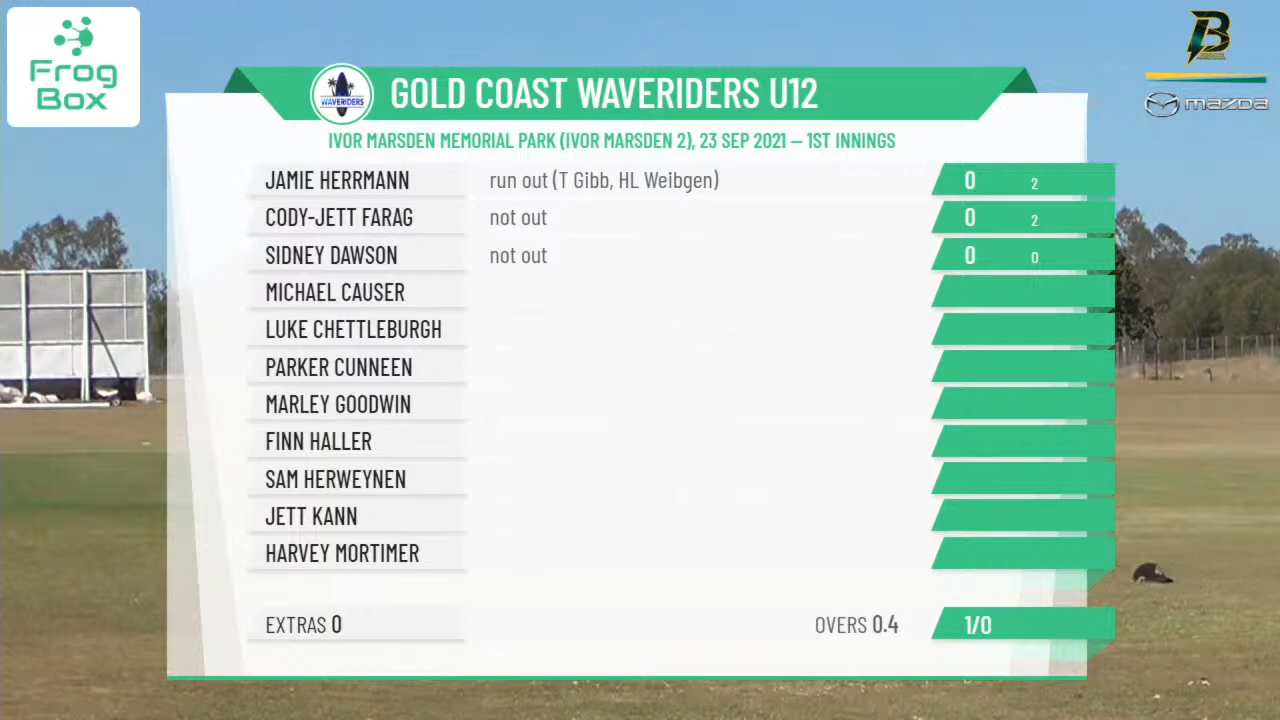 Frog
Box
B
mazda
WAVERIDERS
GOLD COAST WAVERIDERS U12
IVOR MARSDEN MEMORIAL PARK (IVOR MARSDEN 2), 23 SEP 2021 – 1ST INNINGS
JAMIE HERRMANN run out (T Gibb, HL Weibgen) 0 2
CODY-JETT FARAG not out 0 2
SIDNEY DAWSON not out 0 0
MICHAEL CAUSER
LUKE CHETTLEBURGH
PARKER CUNNEEN
MARLEY GOODWIN
FINN HALLER
SAM HERWEYNEN
JETT KANN
HARVEY MORTIMER
EXTRAS 0 OVERS 0.4 1/0